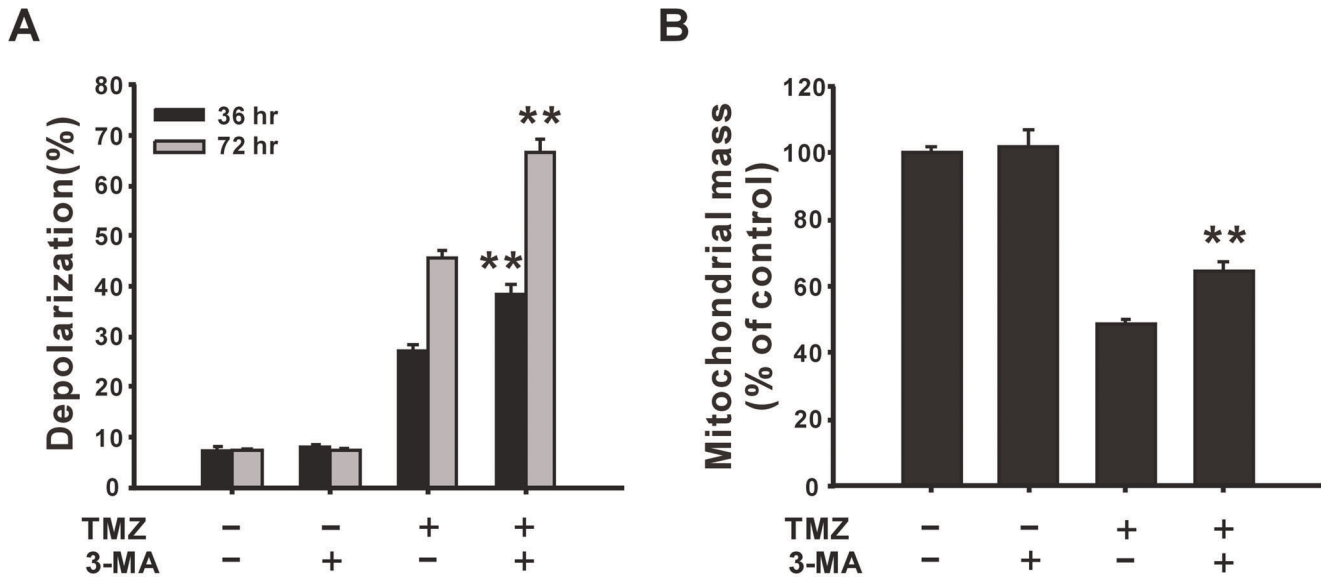 A
Depolarization(%)
80
70
60
50
40
30
20
10
0
36 hr
72 hr
**
**
TMZ − − + +
3-MA − + − +
B
Mitochondrial mass
(% of control)
120
100
80
60
40
20
0
**
TMZ − − + +
3-MA − + − +